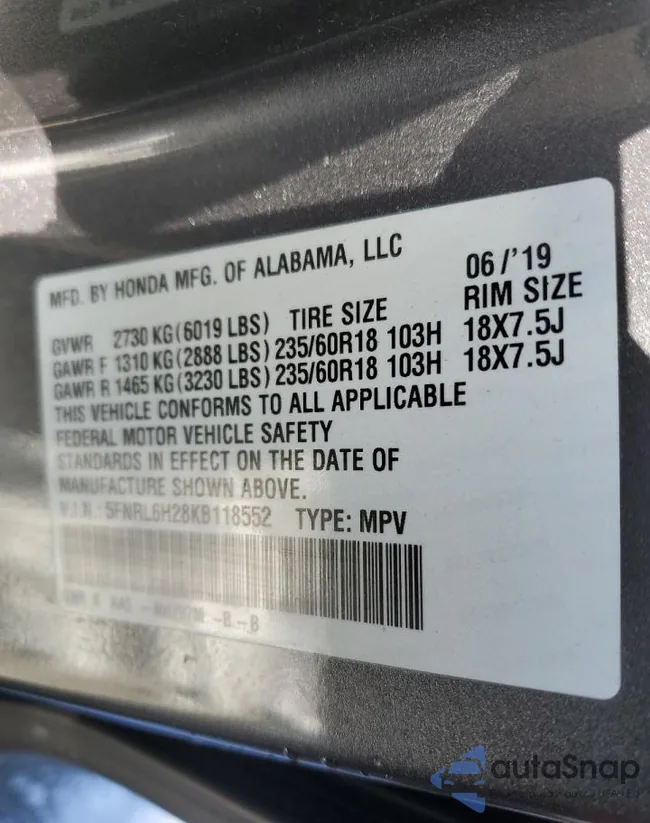 MFD. BY HONDA MFG. OF ALABAMA, LLC 06/'19
GVWR 2730 KG (6019 LBS) TIRE SIZE RIM SIZE
GAWR F 1310 KG (2888 LBS) 235/60R18 103H 18X7.5J
GAWR R 1465 KG (3230 LBS) 235/60R18 103H 18X7.5J
THIS VEHICLE CONFORMS TO ALL APPLICABLE
FEDERAL MOTOR VEHICLE SAFETY
STANDARDS IN EFFECT ON THE DATE OF
MANUFACTURE SHOWN ABOVE.
V.I.N.: 5FNRL6H28KB118552 TYPE: MPV
-B--B
autaSnap